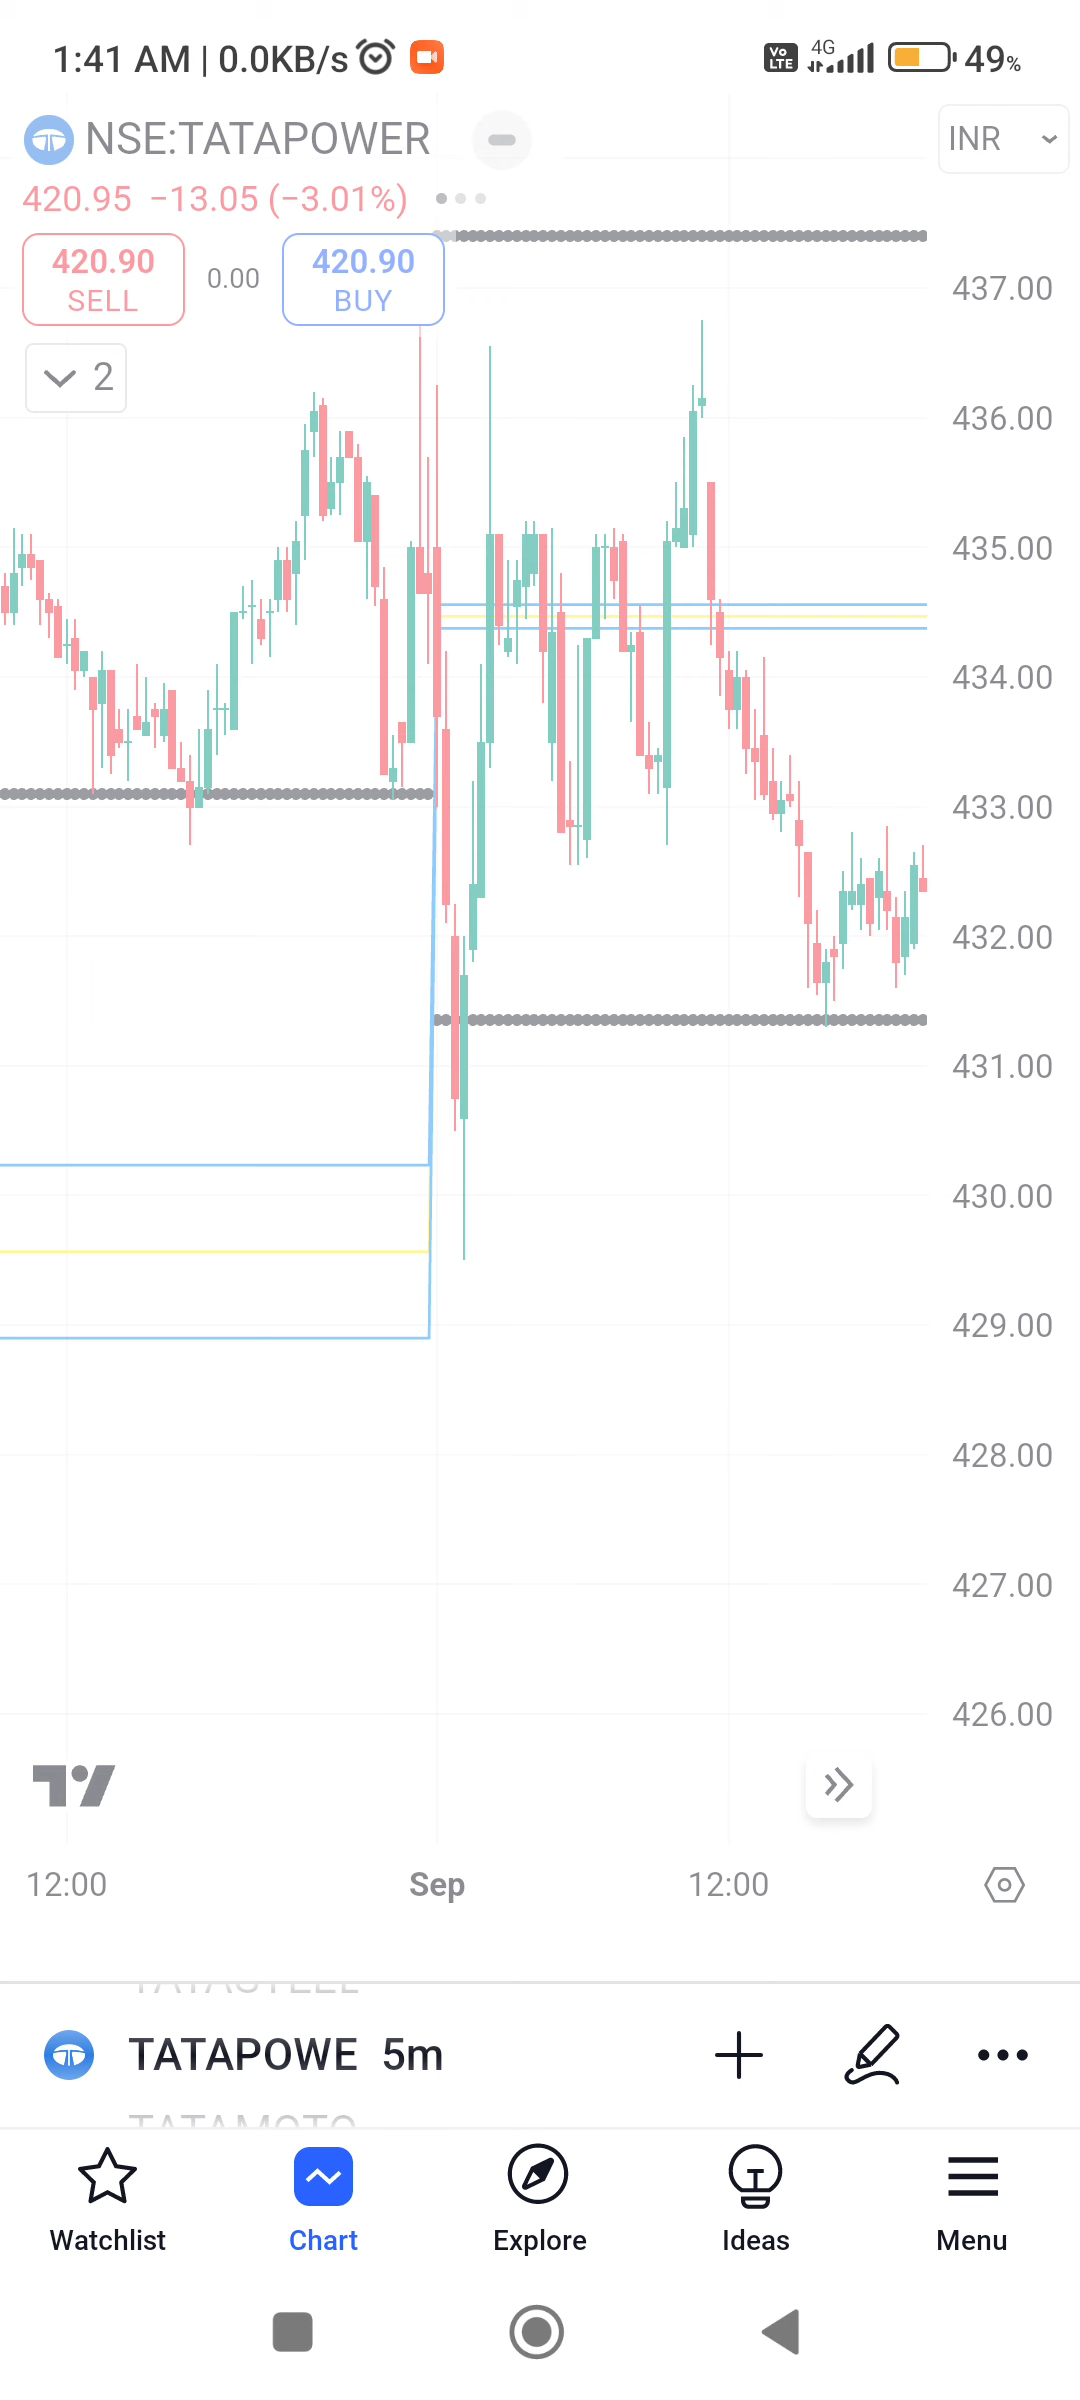 1:41 AM | 0.0KB/s
Vo LTE 4G 49%
NSE:TATAPOWER
INR
420.95 −13.05 (−3.01%)
420.90 SELL
0.00
420.90 BUY
2
437.00
436.00
435.00
434.00
433.00
432.00
431.00
430.00
429.00
428.00
427.00
426.00
12:00 Sep 12:00
TATAPOWE 5m
Watchlist Chart Explore Ideas Menu